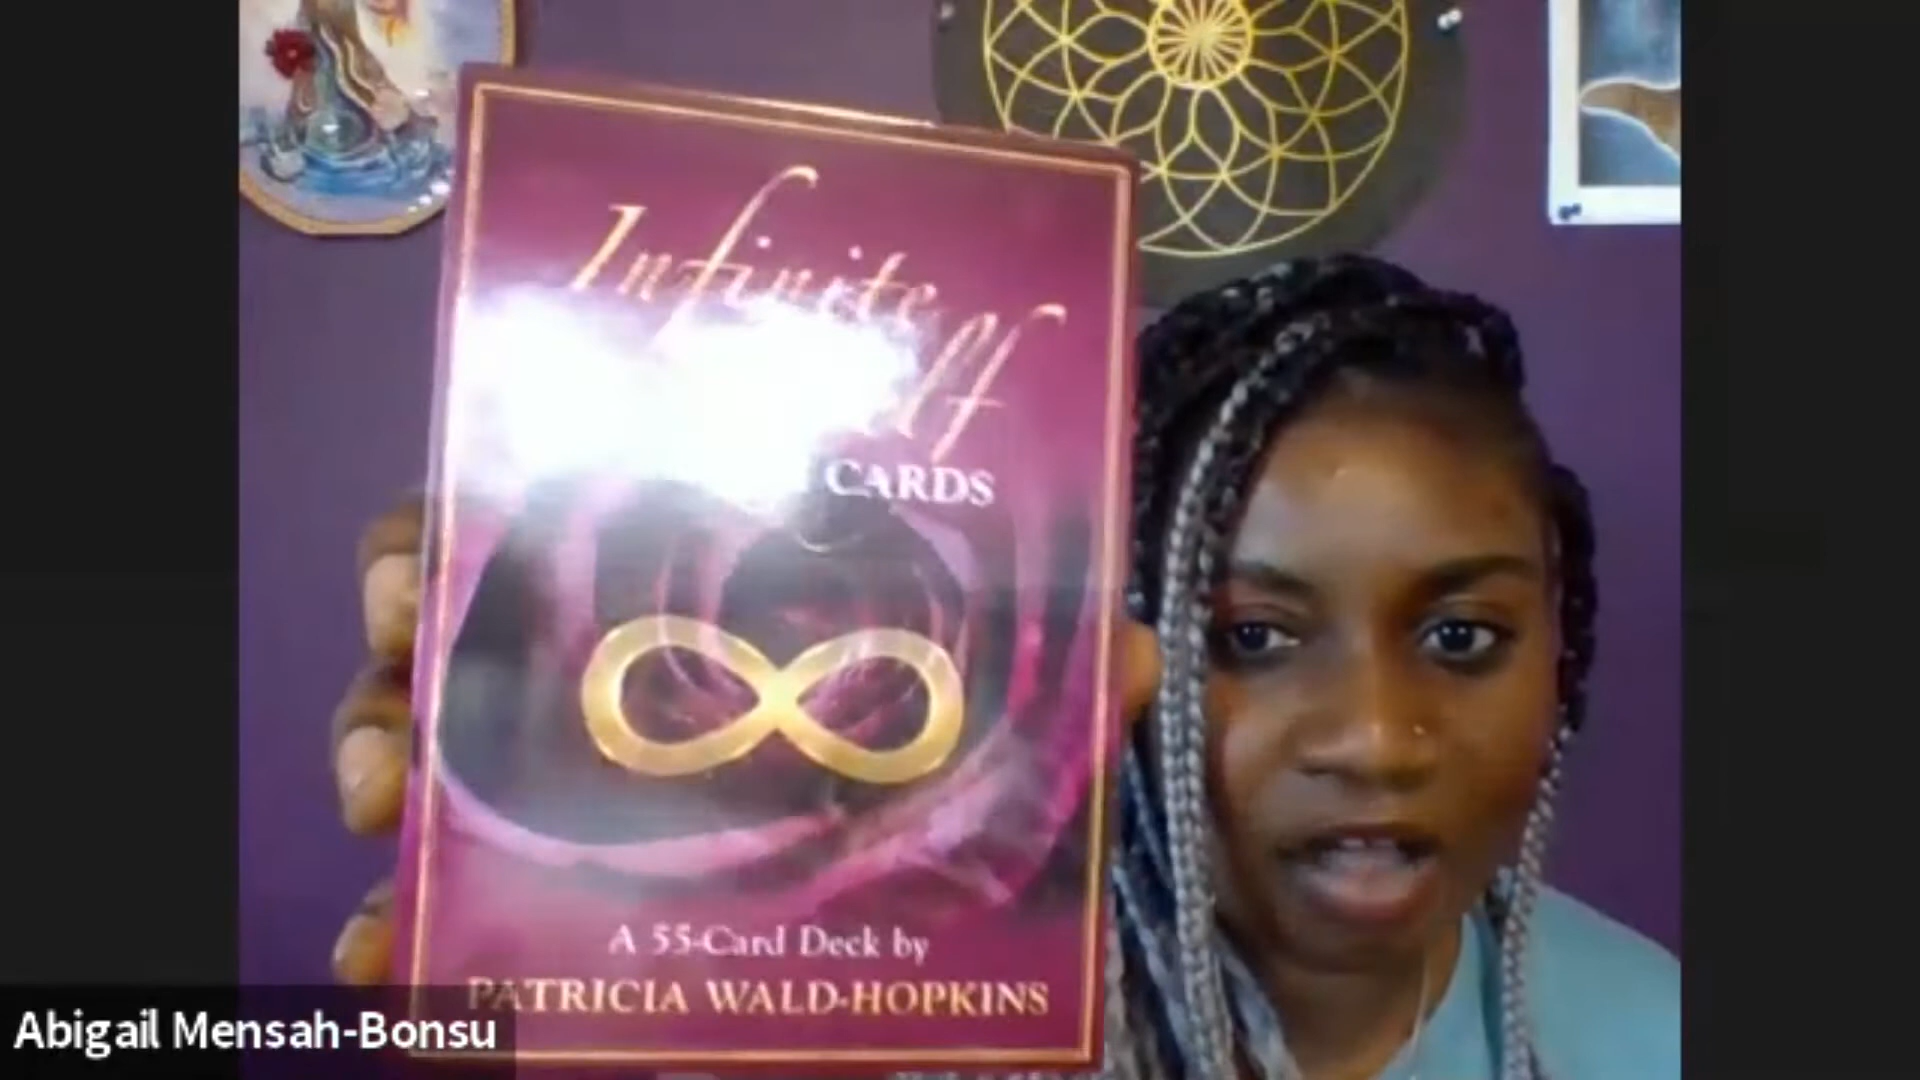 Infinite
CARDS
A 55-Card Deck by
PATRICIA WALD-HOPKINS
Abigail Mensah-Bonsu